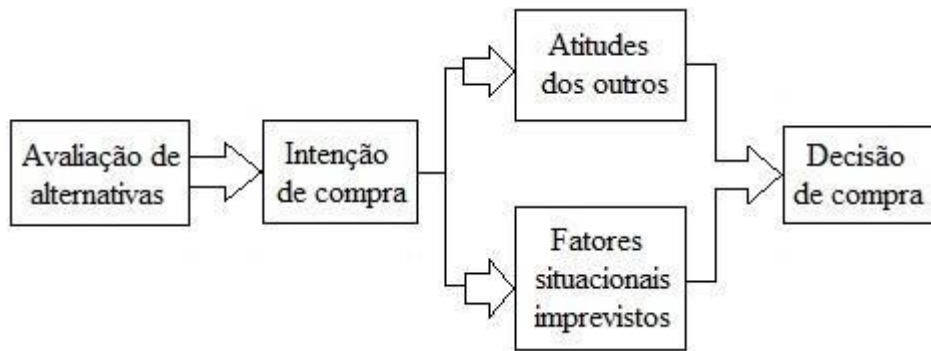 Avaliação de
alternativas
Intenção
de compra
Atitudes
dos outros
Fatores
situacionais
imprevistos
Decisão
de compra